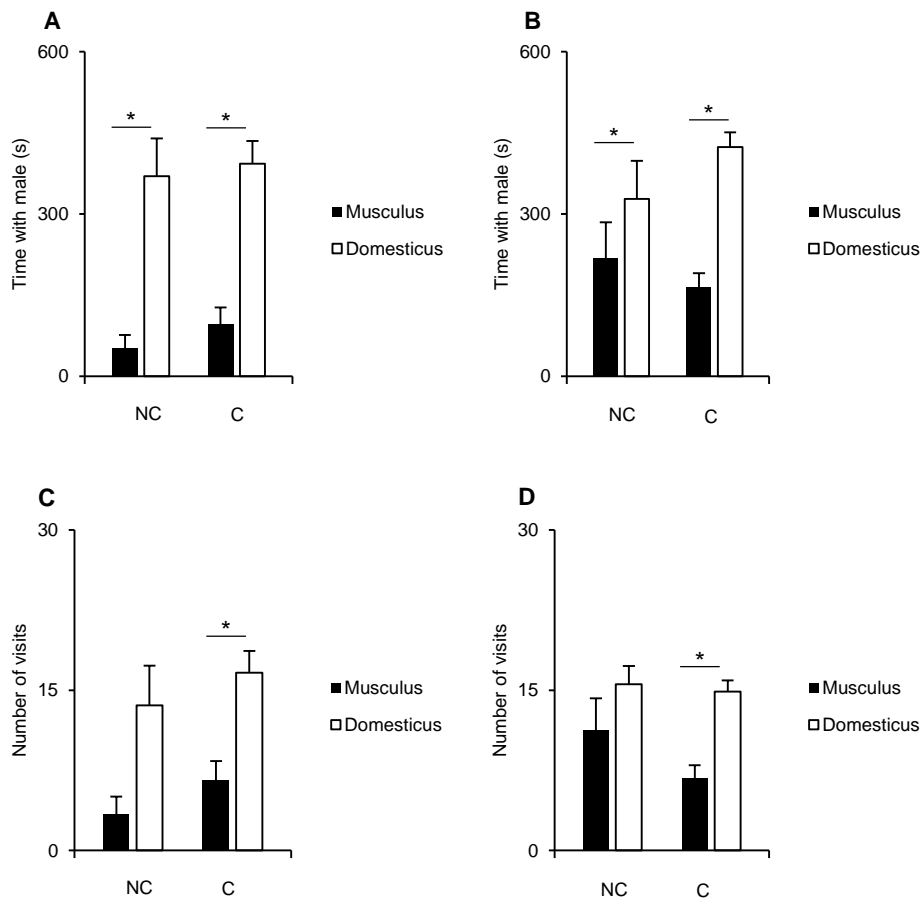 A
600
300
0
Time with male (s)
*
*
NC
C
Musculus
Domesticus
B
600
300
0
Time with male (s)
*
*
NC
C
Musculus
Domesticus
C
30
15
0
Number of visits
*
NC
C
Musculus
Domesticus
D
30
15
0
Number of visits
*
NC
C
Musculus
Domesticus